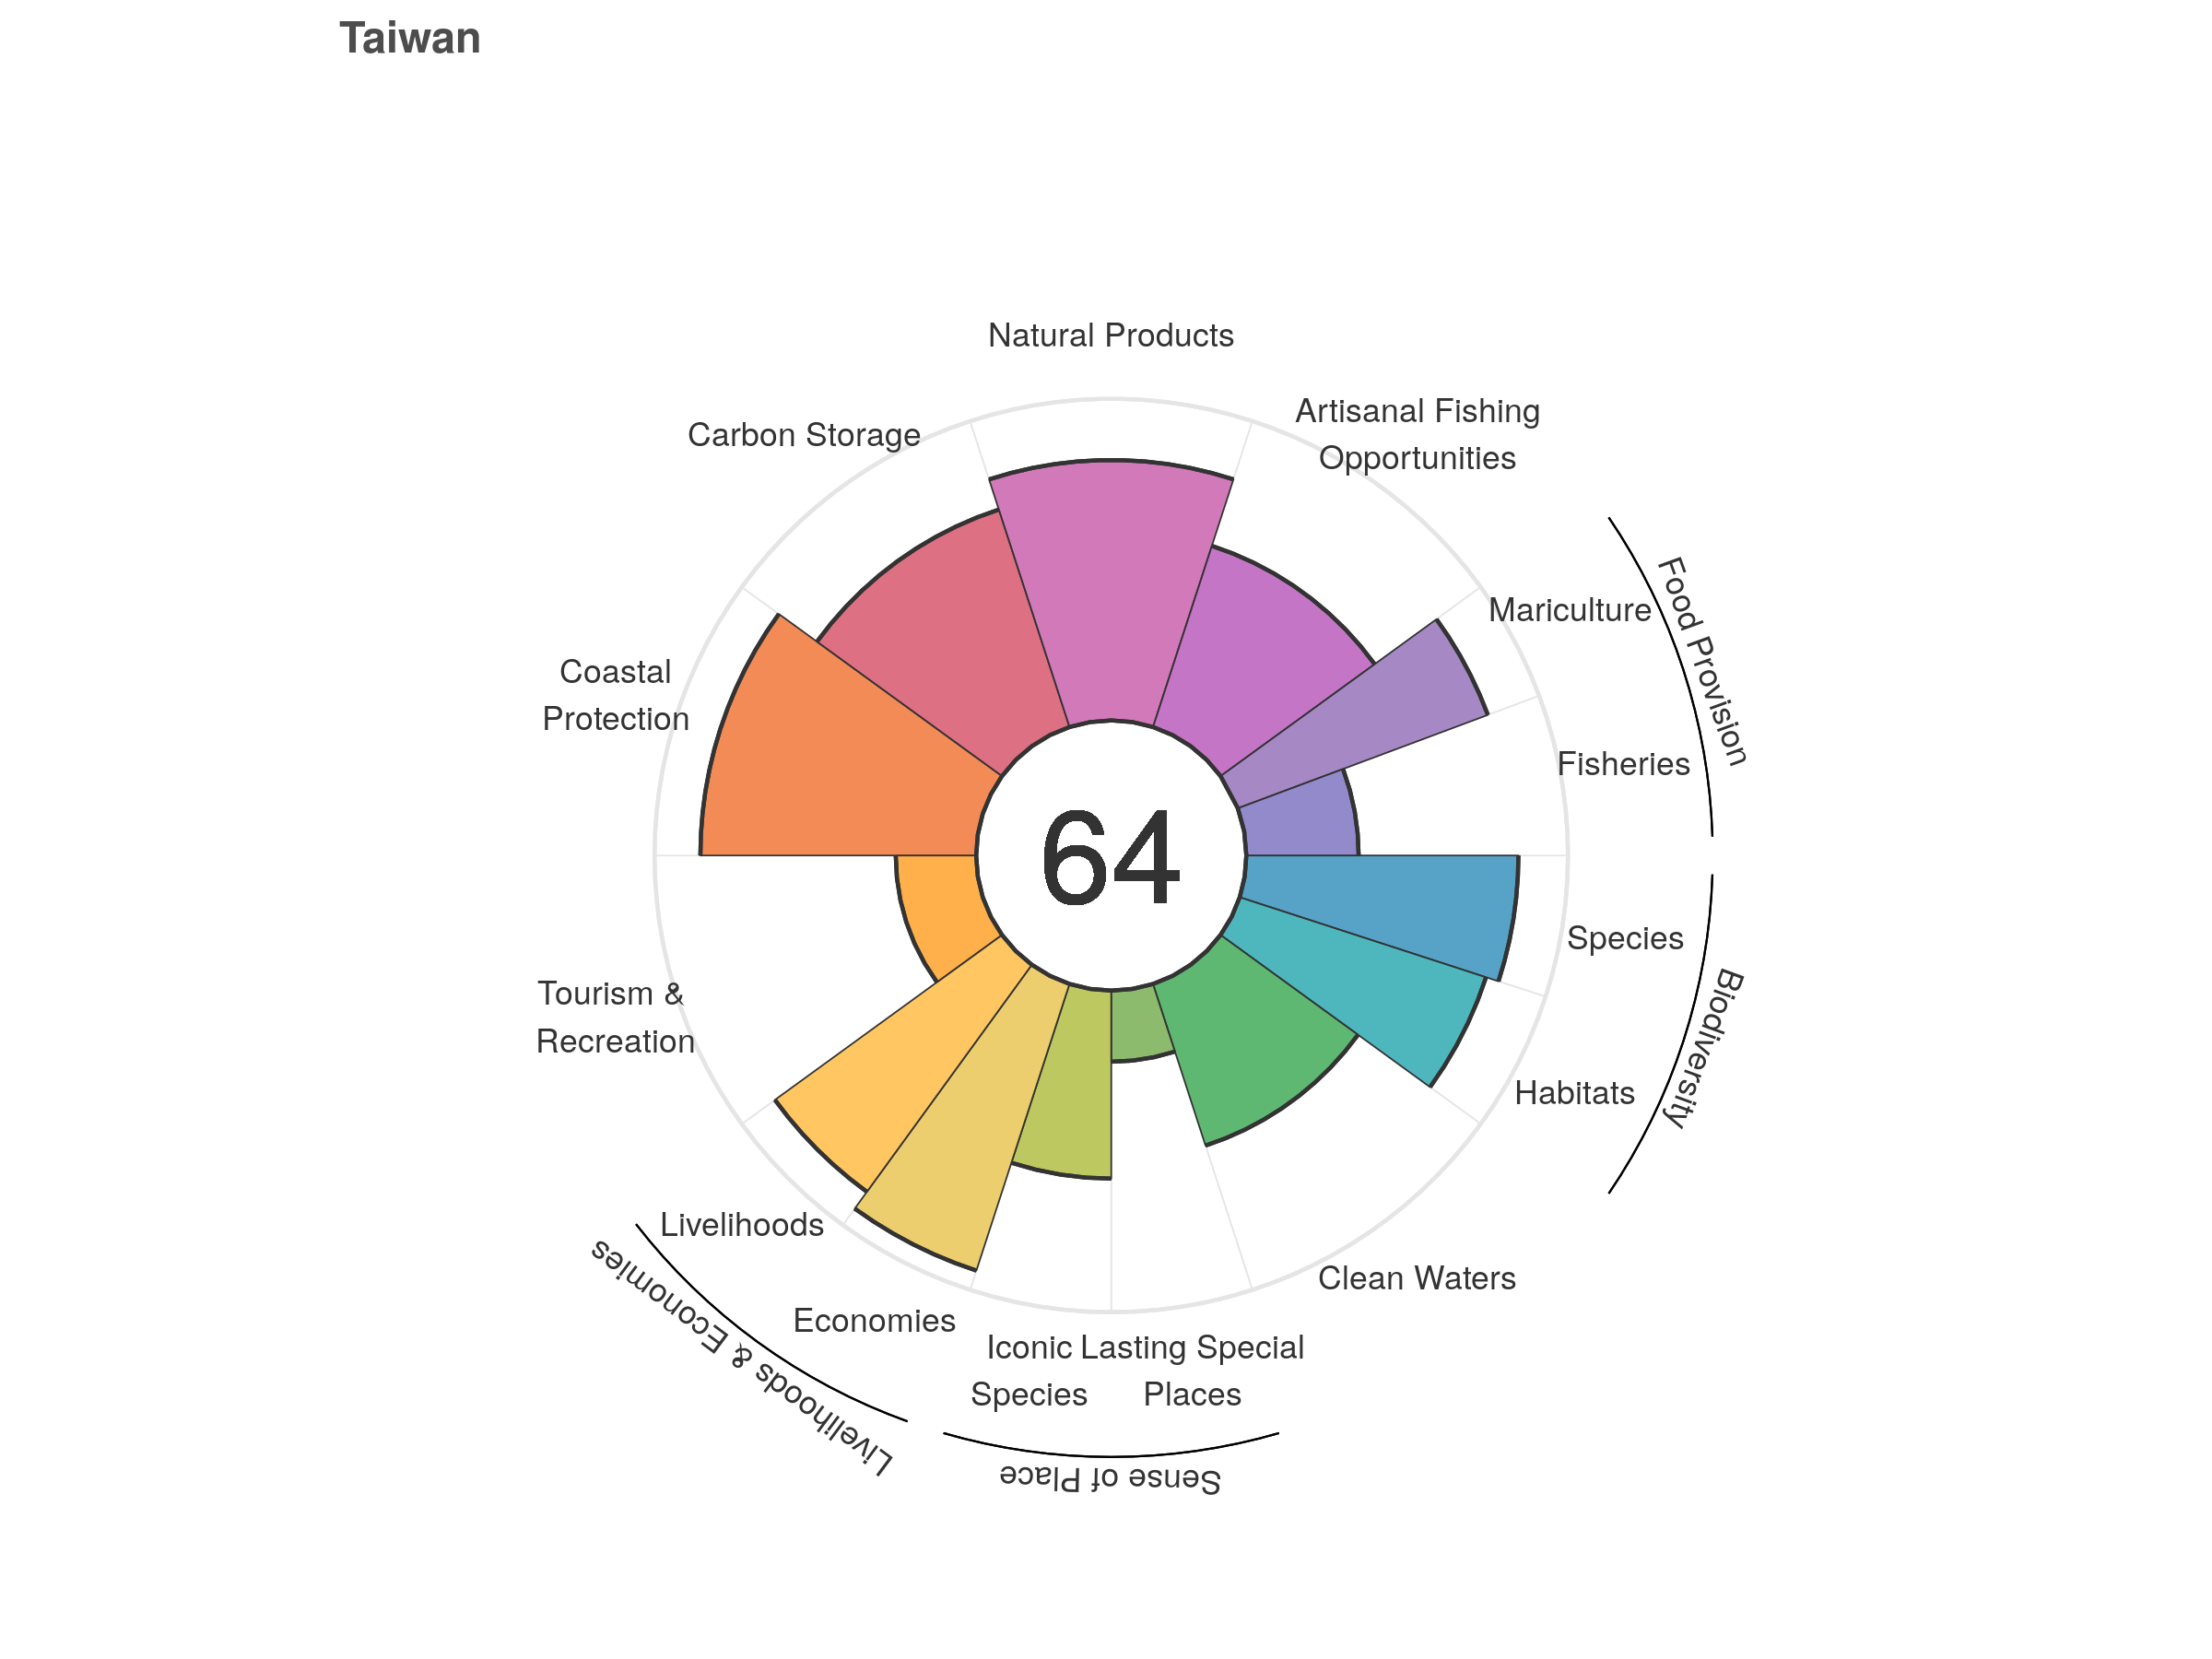 Taiwan
Natural Products
Artisanal Fishing
Opportunities
Carbon Storage
Mariculture
Food Provision
Coastal
Protection
Fisheries
64
Species
Biodiversity
Tourism &
Recreation
Habitats
Livelihoods
Clean Waters
Economies
Livelihoods & Economies
Iconic
Species
Lasting Special
Places
Sense of Place